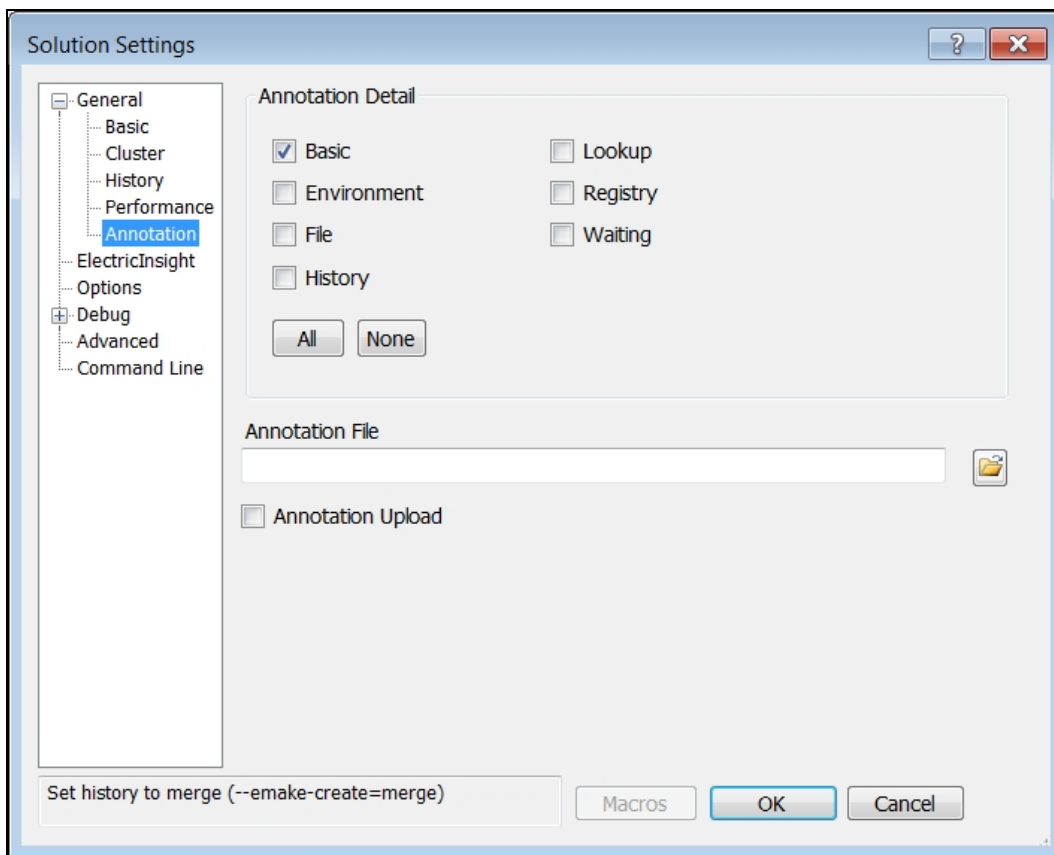 Solution Settings
General
Basic
Cluster
History
Performance
Annotation
ElectricInsight
Options
Debug
Advanced
Command Line
Annotation Detail
Basic
Lookup
Environment
Registry
File
Waiting
History
All
None
Annotation File
Annotation Upload
Set history to merge (--emake-create=merge)
Macros
OK
Cancel